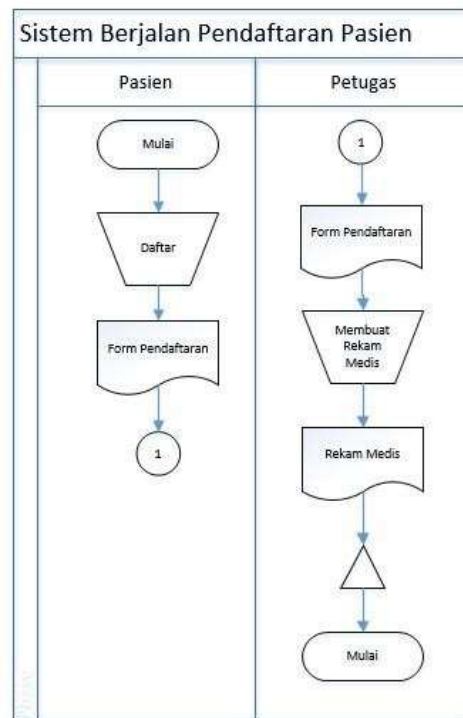 Sistem Berjalan Pendaftaran Pasien
Pasien
Petugas
Mulai
Daftar
Form Pendaftaran
1
1
Form Pendaftaran
Membuat
Rekam
Medis
Rekam Medis
Mulai